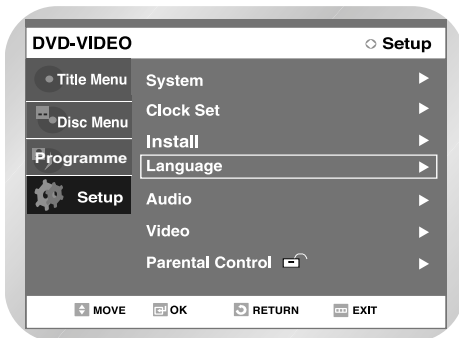 DVD-VIDEO Setup
Title Menu
Disc Menu
Programme
Setup
System
Clock Set
Install
Language
Audio
Video
Parental Control
MOVE OK RETURN EXIT